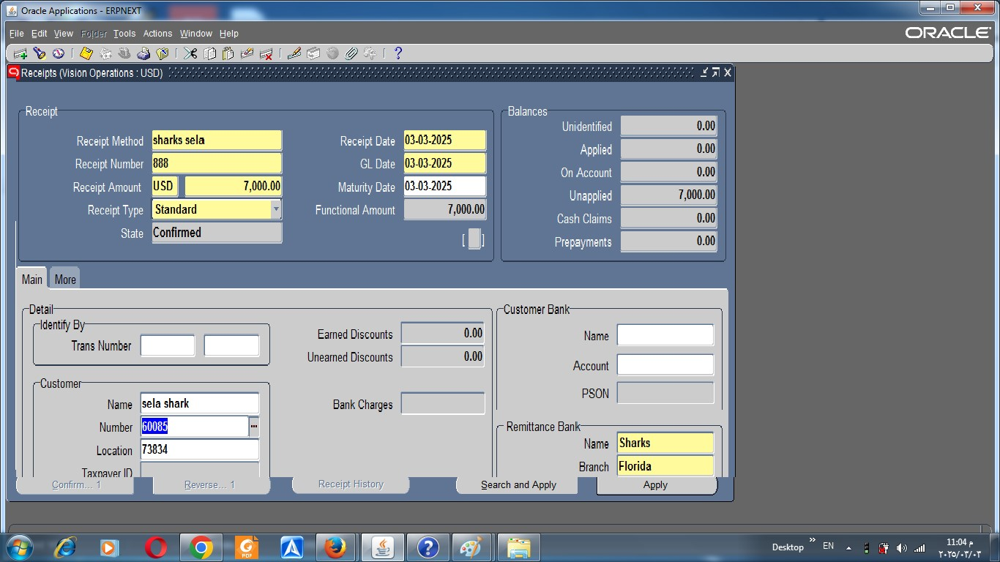 Oracle Applications - ERPNEXT
File Edit View Folder Tools Actions Window Help
ORACLE
Receipts (Vision Operations : USD)
Receipt
Receipt Method sharks sela
Receipt Number 888
Receipt Amount USD 7,000.00
Receipt Type Standard
State Confirmed
Receipt Date 03-03-2025
GL Date 03-03-2025
Maturity Date 03-03-2025
Functional Amount 7,000.00
[ ]
Balances
Unidentified 0.00
Applied 0.00
On Account 0.00
Unapplied 7,000.00
Cash Claims 0.00
Prepayments 0.00
Main More
Detail
Identify By
Trans Number
Customer
Name sela shark
Number 60085 ...
Location 73834
Taxpayer ID
Earned Discounts 0.00
Unearned Discounts 0.00
Bank Charges
Customer Bank
Name
Account
PSON
Remittance Bank
Name Sharks
Branch Florida
Confirm... 1 Reverse... 1 Receipt History Search and Apply Apply
PDF
Desktop » EN
11:04 م
٢٠٢٥/٠٣/٠٣